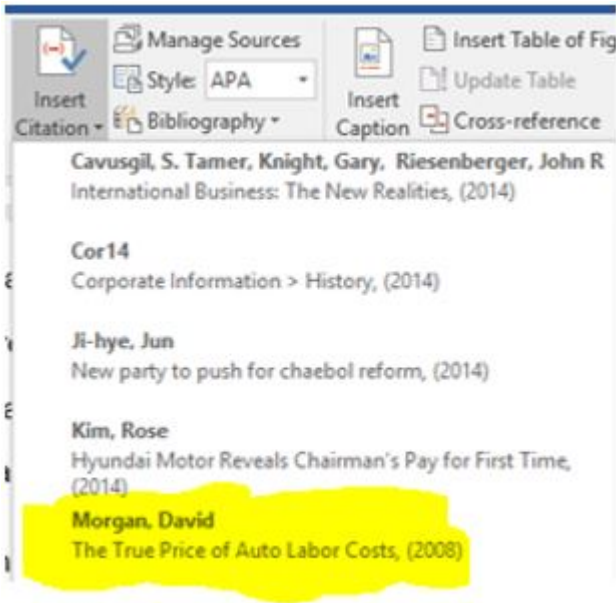 Manage Sources
Style: APA
Bibliography
Insert
Citation
Insert
Caption
Insert Table of Fig
Update Table
Cross-reference
Cavusgil, S. Tamer, Knight, Gary, Riesenberger, John R
International Business: The New Realities, (2014)
Cor14
Corporate Information > History, (2014)
Ji-hye, Jun
New party to push for chaebol reform, (2014)
Kim, Rose
Hyundai Motor Reveals Chairman's Pay for First Time,
(2014)
Morgan, David
The True Price of Auto Labor Costs, (2008)